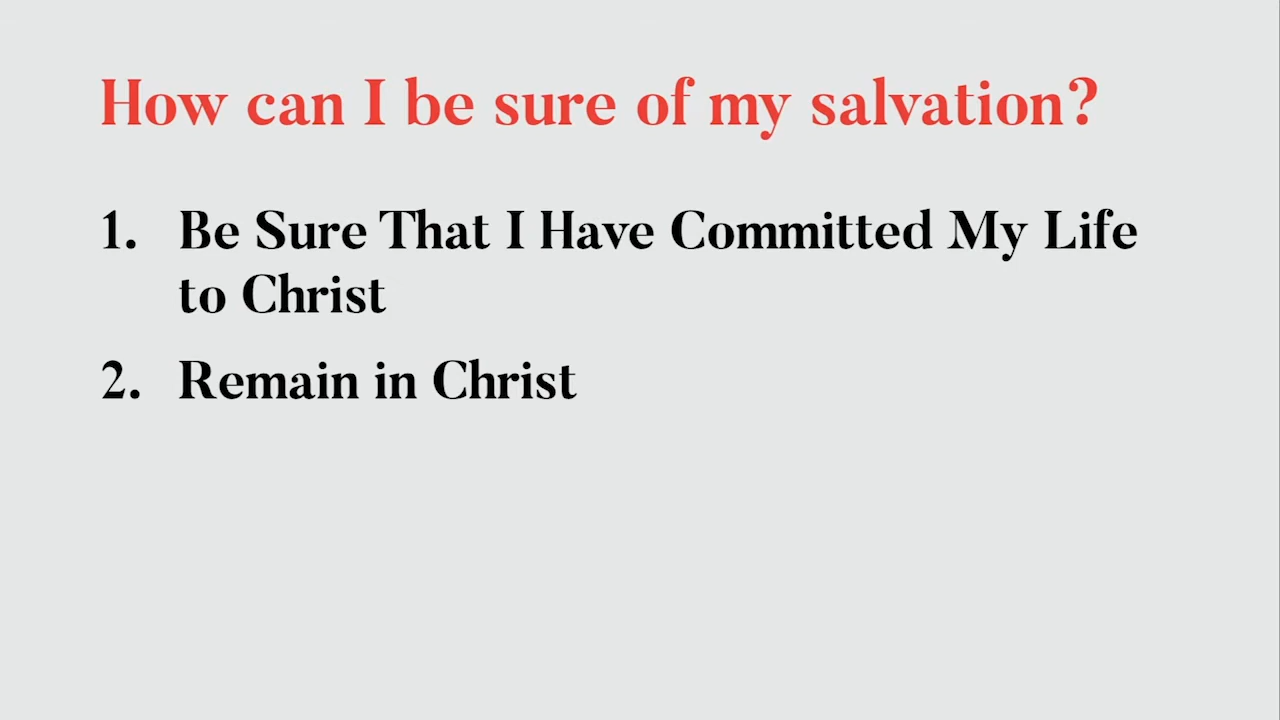 How can I be sure of my salvation?
1. Be Sure That I Have Committed My Life
to Christ
2. Remain in Christ